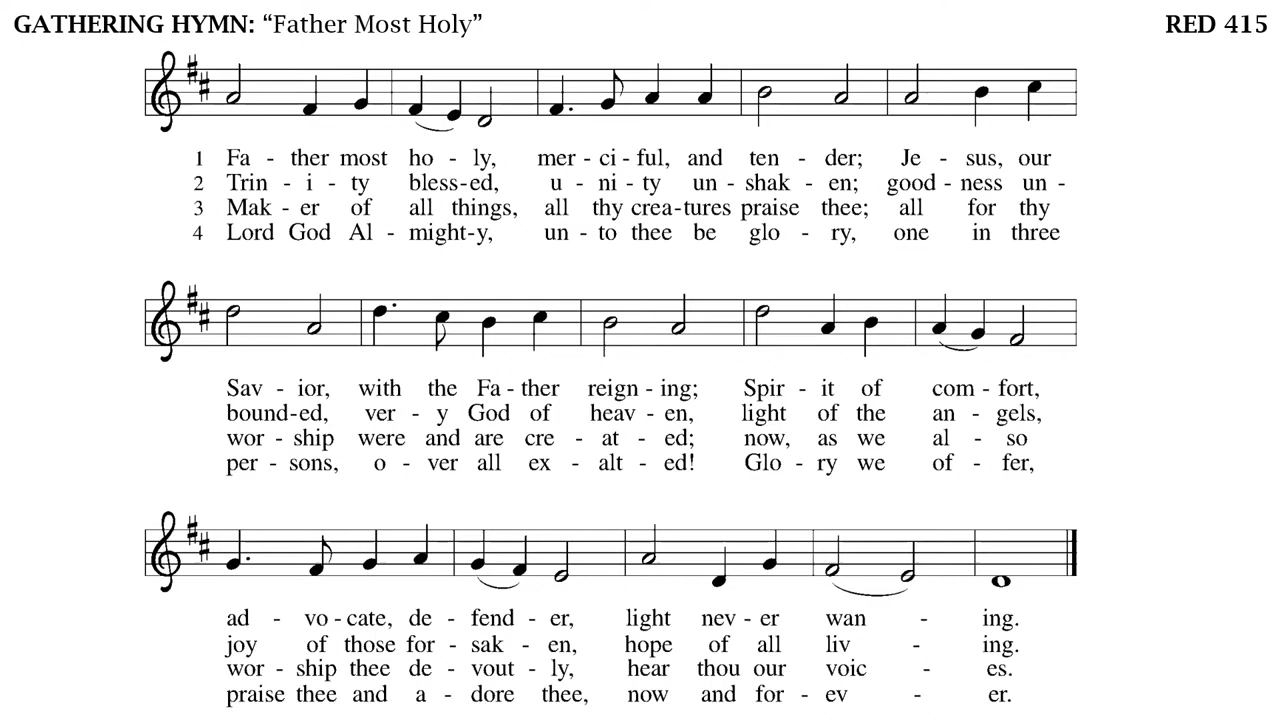 GATHERING HYMN: “Father Most Holy” RED 415
1 Fa - ther most ho - ly, mer - ci - ful, and ten - der; Je - sus, our
2 Trin - i - ty bless-ed, u - ni - ty un - shak - en; good - ness un -
3 Mak - er of all things, all thy crea-tures praise thee; all for thy
4 Lord God Al - might-y, un - to thee be glo - ry, one in three
Sav - ior, with the Fa - ther reign - ing; Spir - it of com - fort,
bound-ed, ver - y God of heav - en, light of the an - gels,
wor - ship were and are cre - at - ed; now, as we al - so
per - sons, o - ver all ex - alt - ed! Glo - ry we of - fer,
ad - vo - cate, de - fend - er, light nev - er wan - ing.
joy of those for - sak - en, hope of all liv - ing.
wor - ship thee de - vout - ly, hear thou our voic - es.
praise thee and a - dore thee, now and for - ev - er.